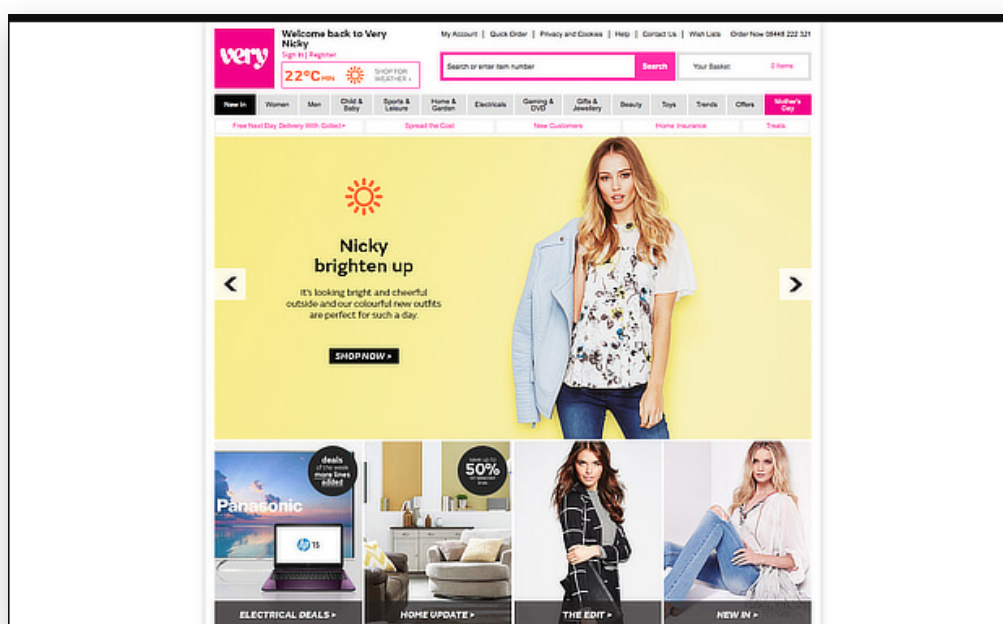 very
Welcome back to Very
Nicky
Sign In | Register
22°C MIN
SHOP FOR
WEATHER >
My Account | Quick Order | Privacy and Cookies | Help | Contact Us | Wish Lists Order Now 08448 222 321
Search or enter item number Search Your Basket 0 Items
New In Women Men Child & Baby Sports & Leisure Home & Garden Electricals Gaming & DVD Gifts & Jewellery Beauty Toys Trends Offers Mother's Day
Free Next Day Delivery With Collect+ Spread the Cost New Customers Home Insurance Treats
Nicky
brighten up
It's looking bright and cheerful
outside and our colourful new outfits
are perfect for such a day.
SHOP NOW >
deals
of the week
more lines
added
Panasonic
hp 15
save up to
50%
on selected
lines
ELECTRICAL DEALS > HOME UPDATE > THE EDIT > NEW IN >